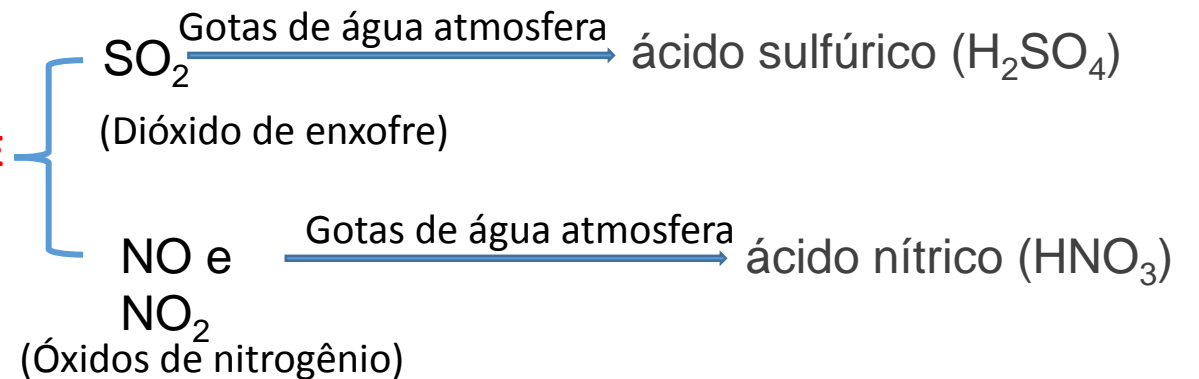 Gotas de água atmosfera
SO₂ ácido sulfúrico (H₂SO₄)
(Dióxido de enxofre)
E
Gotas de água atmosfera
NO e ácido nítrico (HNO₃)
NO₂
(Óxidos de nitrogênio)